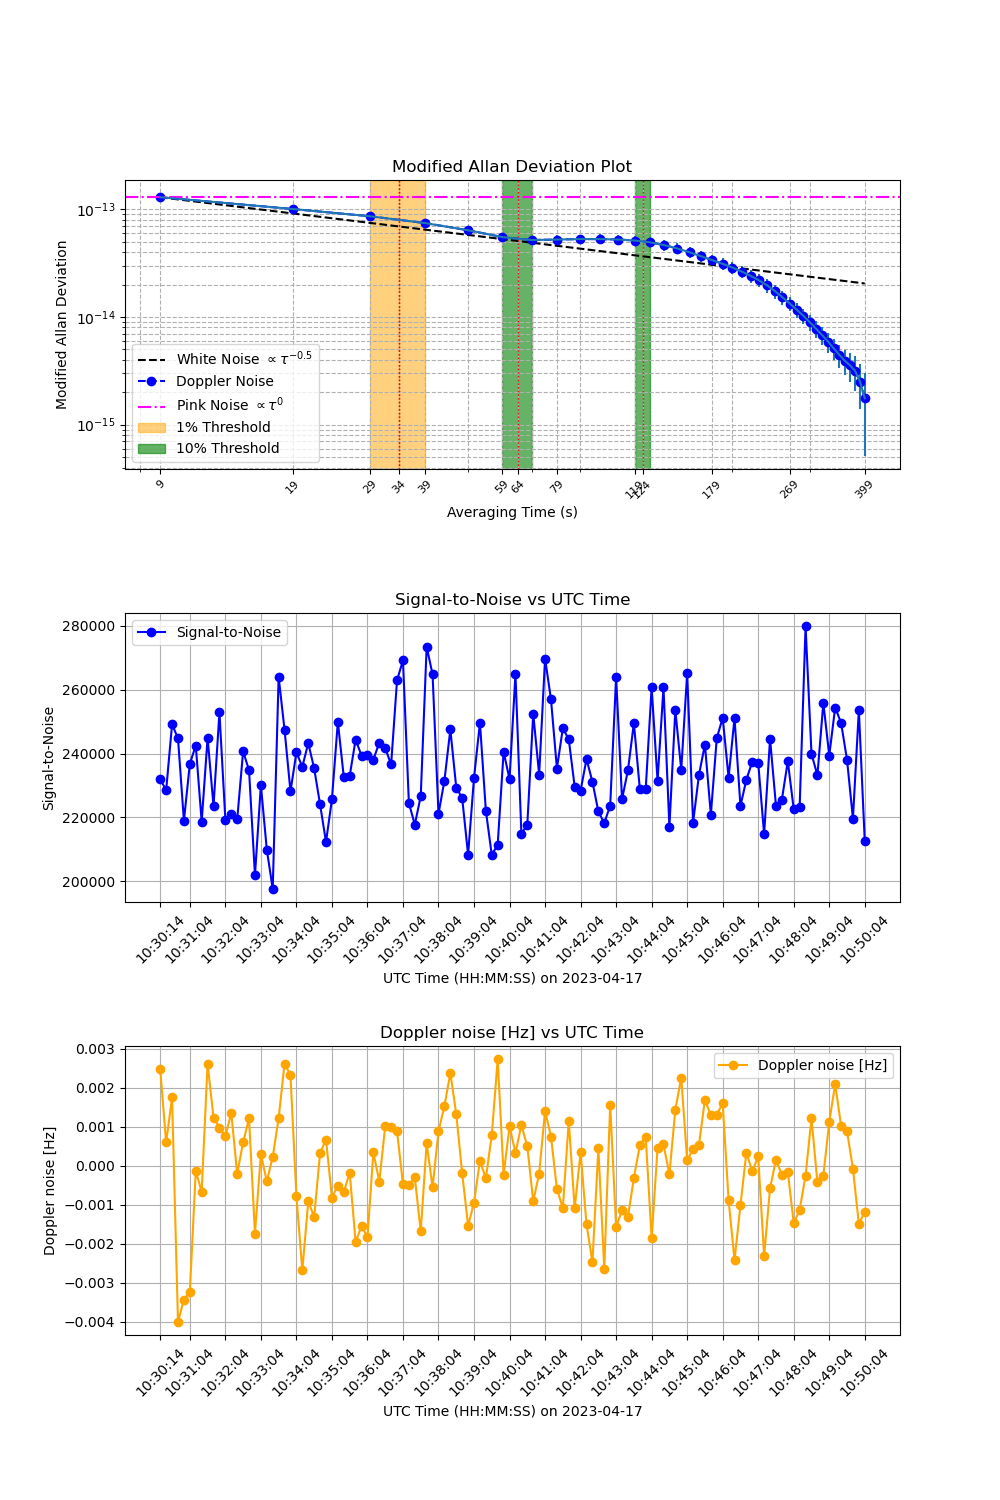 Modified Allan Deviation Plot
Modified Allan Deviation
10⁻¹³
10⁻¹⁴
10⁻¹⁵
White Noise ∝ τ⁻⁰·⁵
Doppler Noise
Pink Noise ∝ τ⁰
1% Threshold
10% Threshold
9 19 29 34 39 59 64 79 119 124 179 269 399
Averaging Time (s)
Signal-to-Noise vs UTC Time
Signal-to-Noise
280000
260000
240000
220000
200000
Signal-to-Noise
10:30:14 10:31:04 10:32:04 10:33:04 10:34:04 10:35:04 10:36:04 10:37:04 10:38:04 10:39:04 10:40:04 10:41:04 10:42:04 10:43:04 10:44:04 10:45:04 10:46:04 10:47:04 10:48:04 10:49:04 10:50:04
UTC Time (HH:MM:SS) on 2023-04-17
Doppler noise [Hz] vs UTC Time
Doppler noise [Hz]
0.003
0.002
0.001
0.000
−0.001
−0.002
−0.003
−0.004
Doppler noise [Hz]
10:30:14 10:31:04 10:32:04 10:33:04 10:34:04 10:35:04 10:36:04 10:37:04 10:38:04 10:39:04 10:40:04 10:41:04 10:42:04 10:43:04 10:44:04 10:45:04 10:46:04 10:47:04 10:48:04 10:49:04 10:50:04
UTC Time (HH:MM:SS) on 2023-04-17